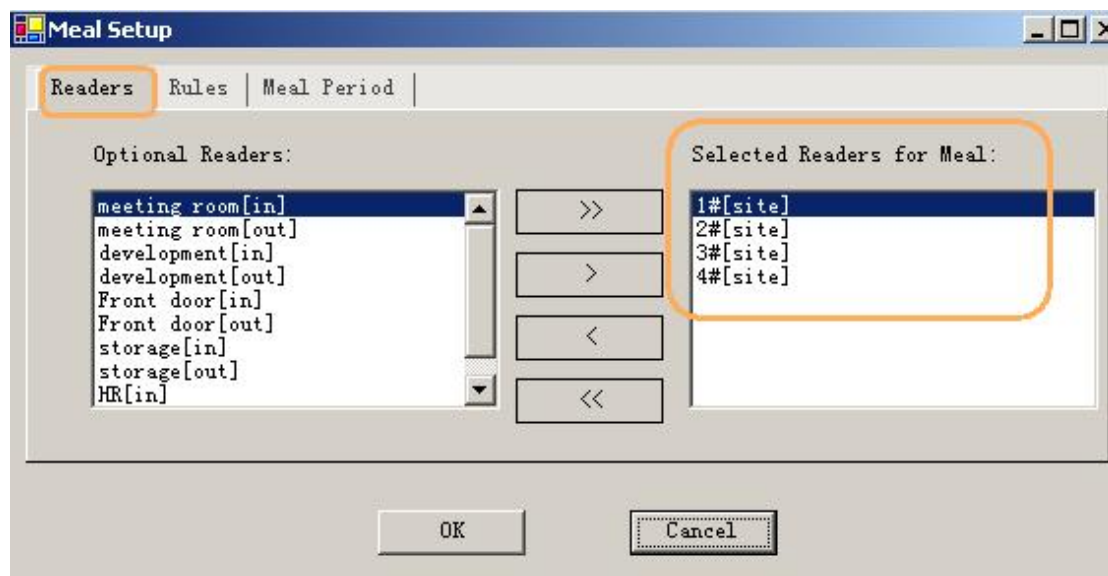 Meal Setup
Readers Rules Meal Period
Optional Readers:
meeting room[in]
meeting room[out]
development[in]
development[out]
Front door[in]
Front door[out]
storage[in]
storage[out]
HR[in]
>>
>
<
<<
Selected Readers for Meal:
1#[site]
2#[site]
3#[site]
4#[site]
OK Cancel